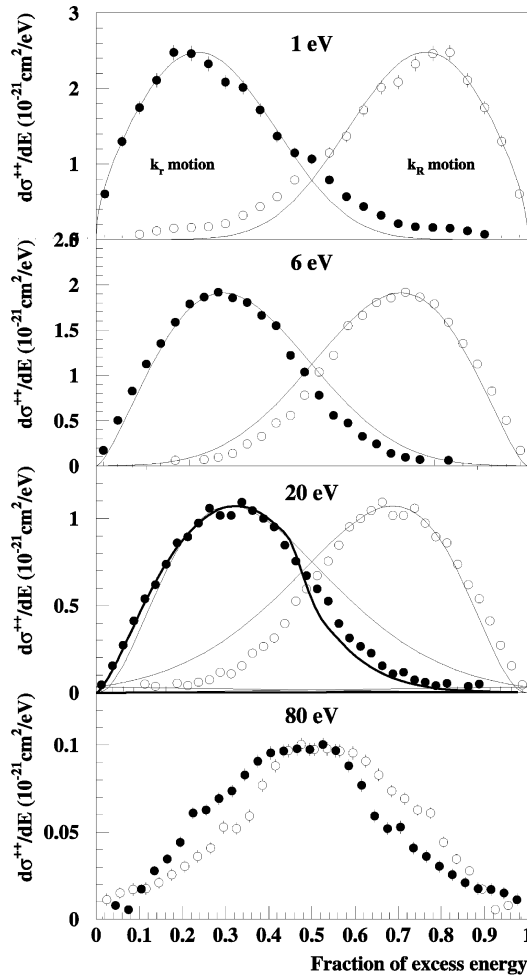 1 eV
dσ⁺⁺/dE (10⁻²¹cm²/eV)
3
2
1
0
k_r motion
k_R motion
6 eV
dσ⁺⁺/dE (10⁻²¹cm²/eV)
2.5
2
1.5
1
0.5
0
20 eV
dσ⁺⁺/dE (10⁻²¹cm²/eV)
1
0.5
0
80 eV
dσ⁺⁺/dE (10⁻²¹cm²/eV)
0.1
0.05
0
0 0.1 0.2 0.3 0.4 0.5 0.6 0.7 0.8 0.9 1
Fraction of excess energy